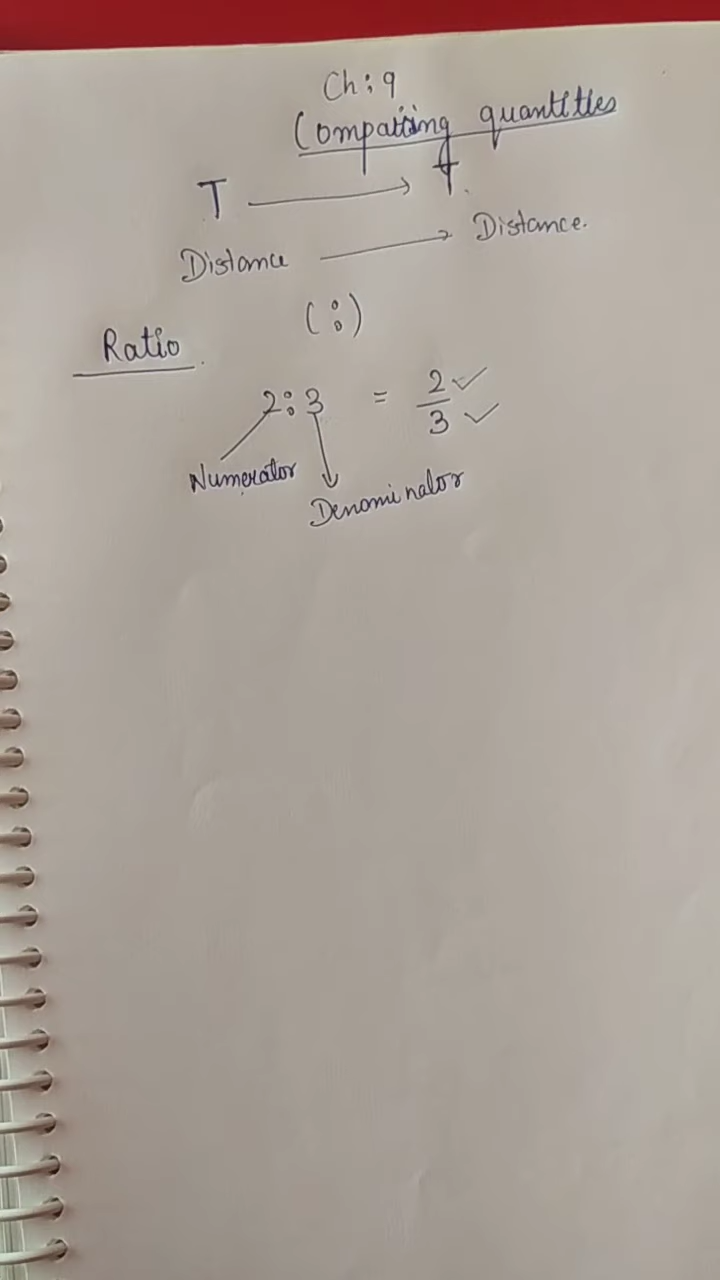 Ch: 9
Comparing quantities
T → T.
Distance → Distance.
Ratio. (:)
2:3 = 2/3
Numerator
Denominator